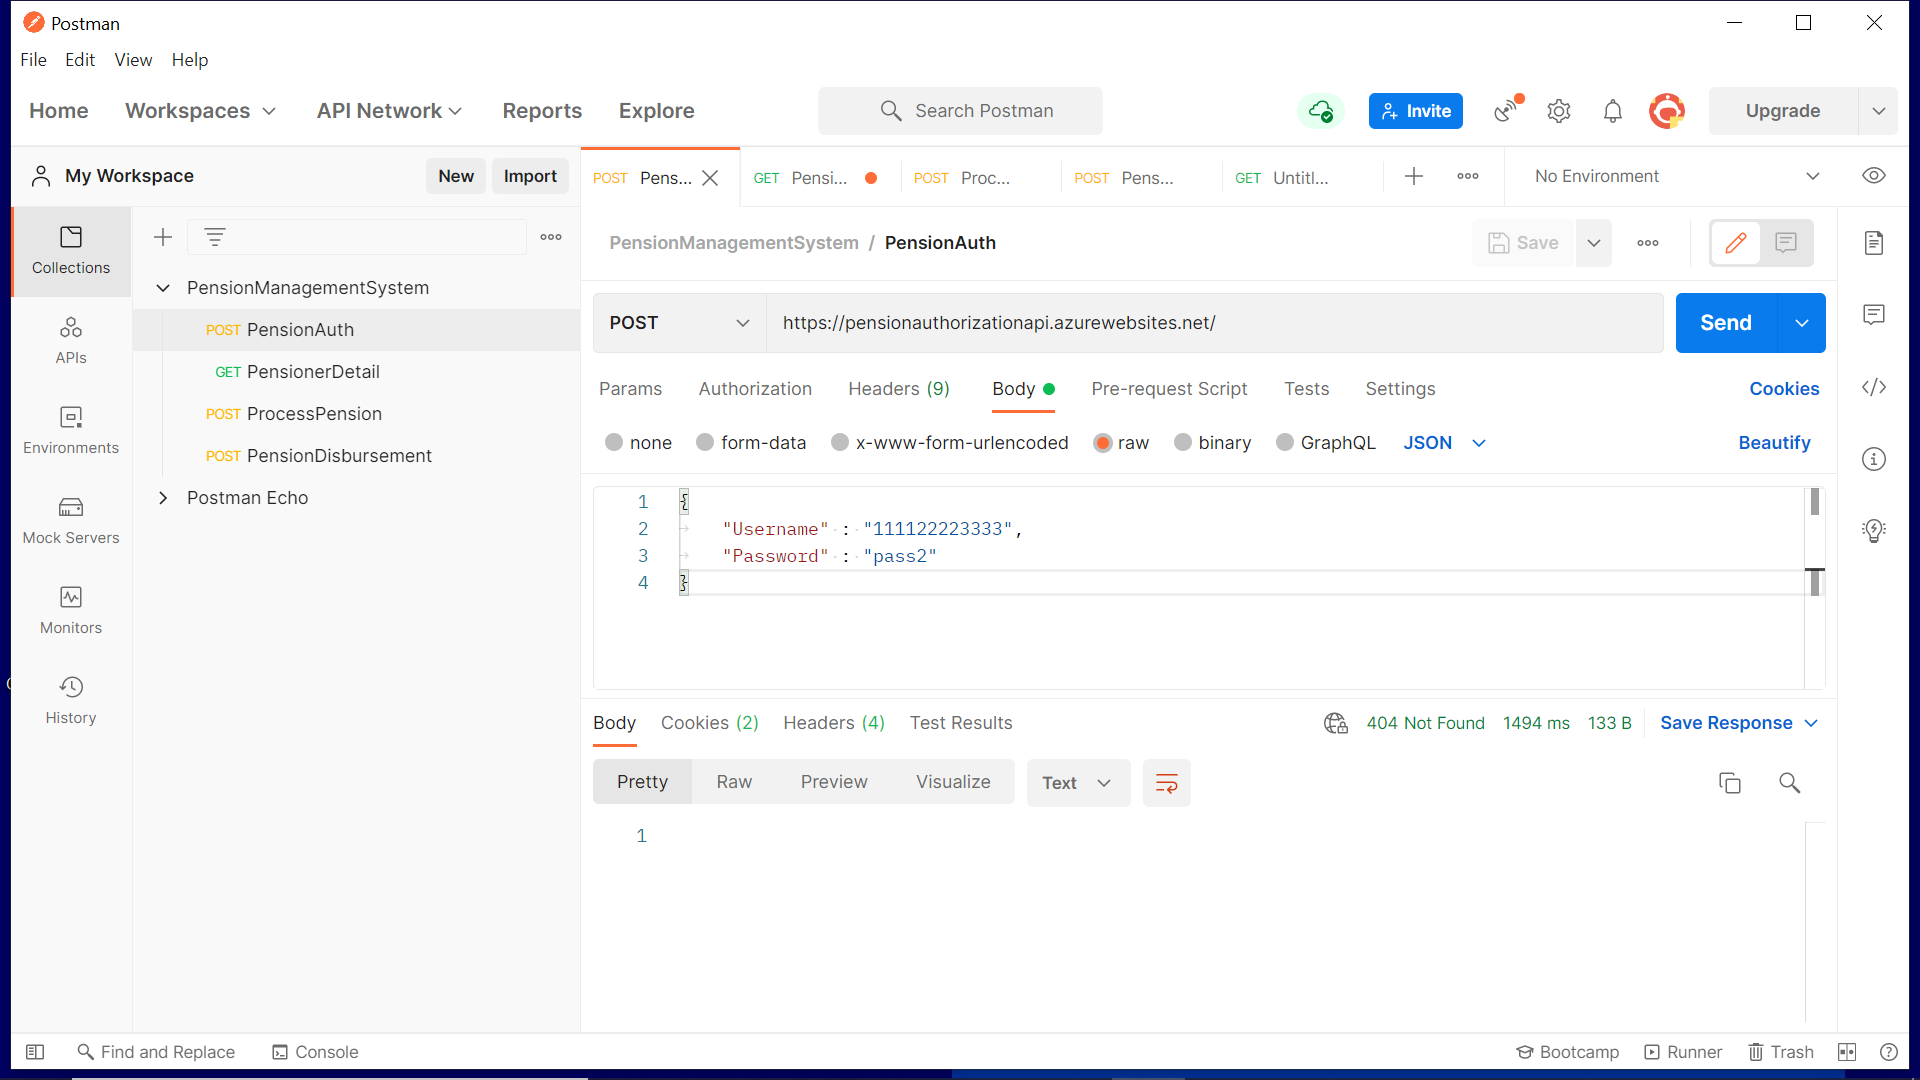 Postman
File Edit View Help
Home Workspaces API Network Reports Explore Search Postman Invite Upgrade
My Workspace New Import
POST Pens... GET Pensi... POST Proc... POST Pens... GET Untitl... No Environment
Collections
APIs
Environments
Mock Servers
Monitors
History
PensionManagementSystem
POST PensionAuth
GET PensionerDetail
POST ProcessPension
POST PensionDisbursement
Postman Echo
PensionManagementSystem / PensionAuth Save
POST https://pensionauthorizationapi.azurewebsites.net/ Send
Params Authorization Headers (9) Body Pre-request Script Tests Settings Cookies
none form-data x-www-form-urlencoded raw binary GraphQL JSON Beautify
1 {
2 "Username" : "111122223333",
3 "Password" : "pass2"
4 }
Body Cookies (2) Headers (4) Test Results 404 Not Found 1494 ms 133 B Save Response
Pretty Raw Preview Visualize Text
1
Find and Replace Console Bootcamp Runner Trash